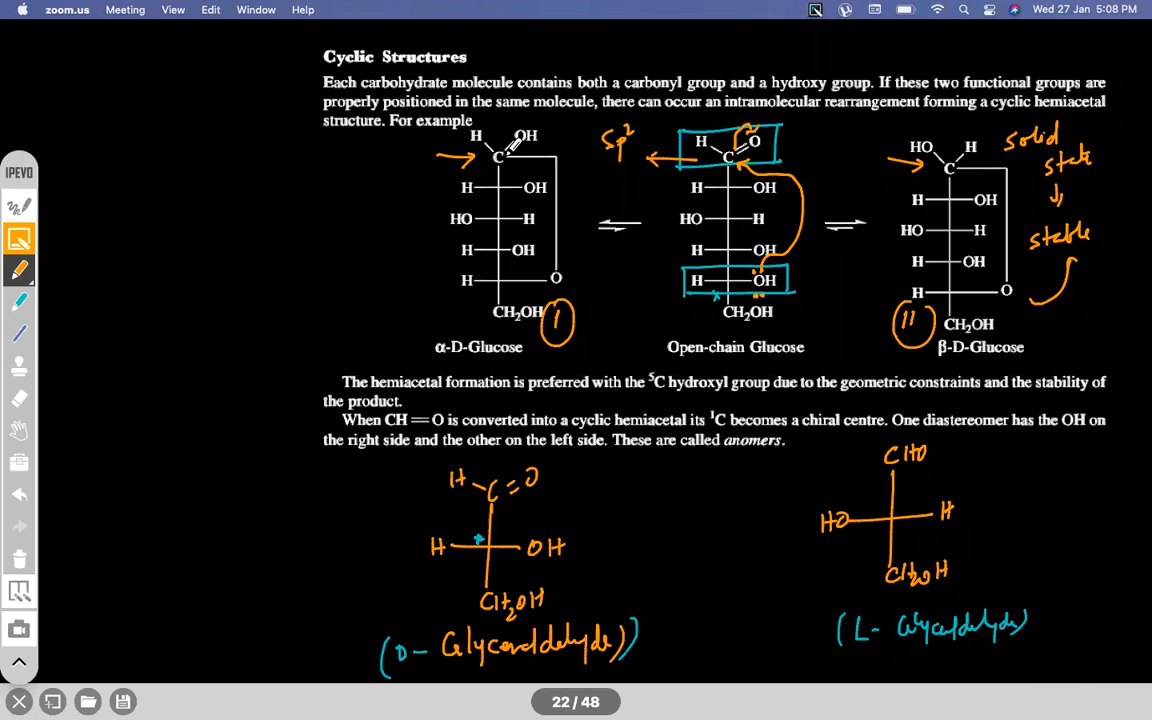 zoom.us Meeting View Edit Window Help Wed 27 Jan 5:08 PM
IPEVO
Cyclic Structures
Each carbohydrate molecule contains both a carbonyl group and a hydroxy group. If these two functional groups are
properly positioned in the same molecule, there can occur an intramolecular rearrangement forming a cyclic hemiacetal
structure. For example
H OH
C
H OH
HO H
H OH
H O
CH₂OH
I
α-D-Glucose
sp²
H O
C
H OH
HO H
H OH
H OH
CH₂OH
Open-chain Glucose
HO H
C
H OH
HO H
H OH
H O
CH₂OH
II
β-D-Glucose
solid
state
↓
stable
The hemiacetal formation is preferred with the ⁵C hydroxyl group due to the geometric constraints and the stability of
the product.
When CH=O is converted into a cyclic hemiacetal its ¹C becomes a chiral centre. One diastereomer has the OH on
the right side and the other on the left side. These are called anomers.
H C=O
H * OH
CH₂OH
(D- Glyceraldehyde))
CHO
HO H
CH₂OH
(L- Glyceraldehyde)
22 / 48